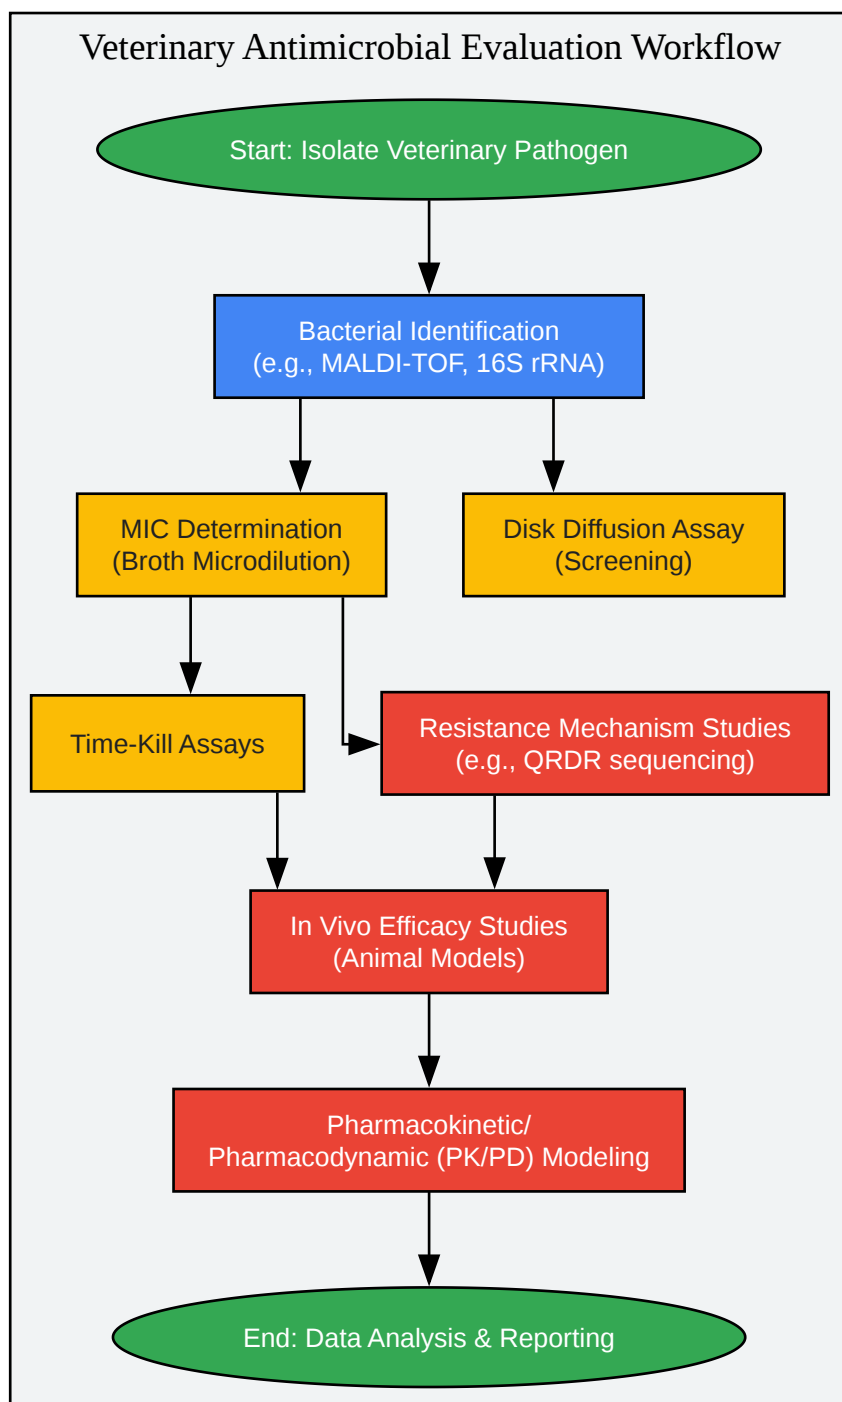 Veterinary Antimicrobial Evaluation Workflow
Start: Isolate Veterinary Pathogen
Bacterial Identification
(e.g., MALDI-TOF, 16S rRNA)
MIC Determination
(Broth Microdilution)
Disk Diffusion Assay
(Screening)
Time-Kill Assays
Resistance Mechanism Studies
(e.g., QRDR sequencing)
In Vivo Efficacy Studies
(Animal Models)
Pharmacokinetic/
Pharmacodynamic (PK/PD) Modeling
End: Data Analysis & Reporting